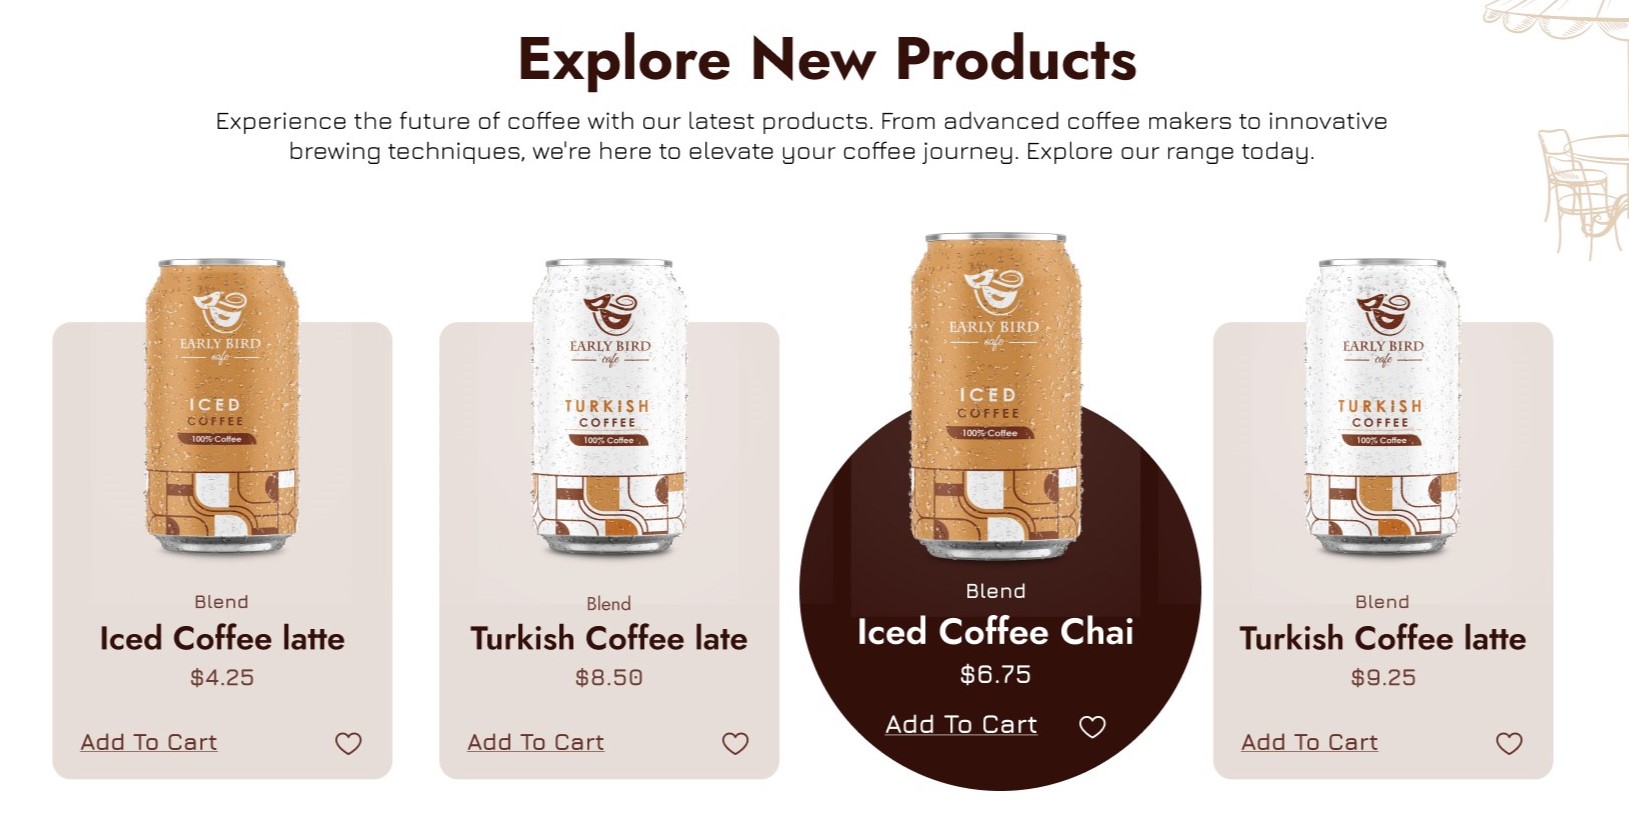 Explore New Products
Experience the future of coffee with our latest products. From advanced coffee makers to innovative
brewing techniques, we're here to elevate your coffee journey. Explore our range today.
EARLY BIRD
cafe
ICED
COFFEE
100% Coffee
Blend
Iced Coffee latte
$4.25
Add To Cart
EARLY BIRD
cafe
TURKISH
COFFEE
100% Coffee
Blend
Turkish Coffee late
$8.50
Add To Cart
EARLY BIRD
cafe
ICED
COFFEE
100% Coffee
Blend
Iced Coffee Chai
$6.75
Add To Cart
EARLY BIRD
cafe
TURKISH
COFFEE
100% Coffee
Blend
Turkish Coffee latte
$9.25
Add To Cart